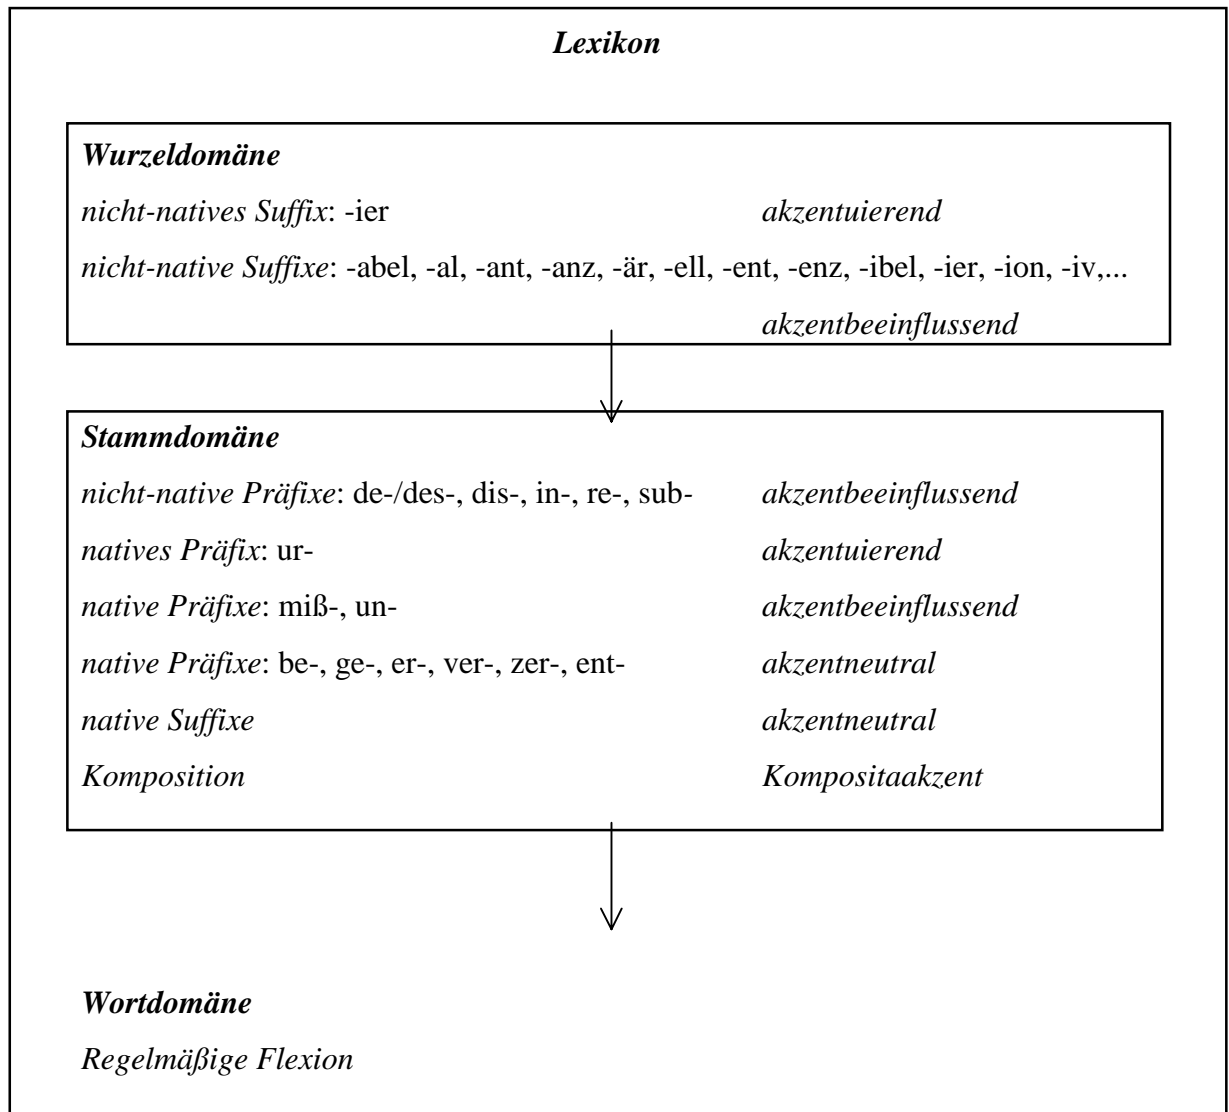 Lexikon
Wurzeldomäne
nicht-natives Suffix: -ier akzentuierend
nicht-native Suffixe: -abel, -al, -ant, -anz, -är, -ell, -ent, -enz, -ibel, -ier, -ion, -iv,...
akzentbeeinflussend
Stammdomäne
nicht-native Präfixe: de-/des-, dis-, in-, re-, sub- akzentbeeinflussend
natives Präfix: ur- akzentuierend
native Präfixe: miß-, un- akzentbeeinflussend
native Präfixe: be-, ge-, er-, ver-, zer-, ent- akzentneutral
native Suffixe akzentneutral
Komposition Kompositaakzent
Wortdomäne
Regelmäßige Flexion